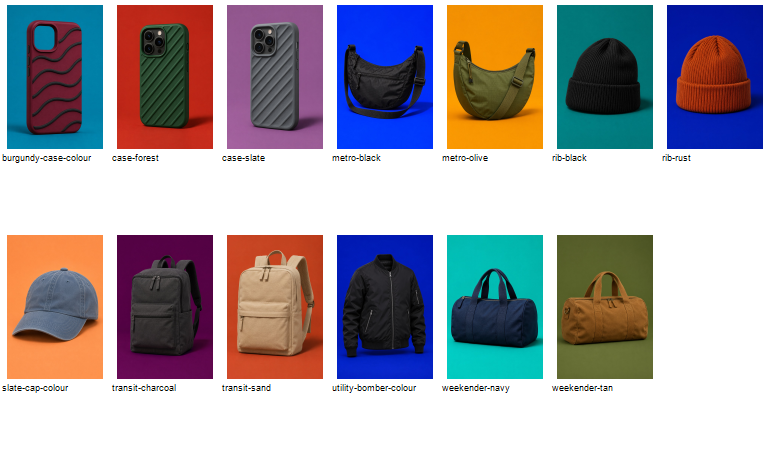 burgundy-case-colour
case-forest
case-slate
metro-black
metro-olive
rib-black
rib-rust
slate-cap-colour
transit-charcoal
transit-sand
utility-bomber-colour
weekender-navy
weekender-tan